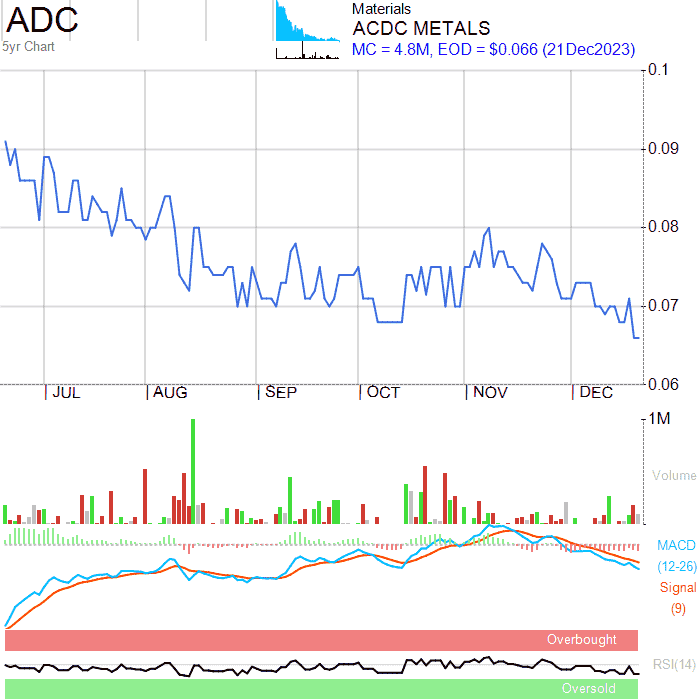 ADC
5yr Chart
Materials
ACDC METALS
MC = 4.8M, EOD = $0.066 (21Dec2023)
0.1
0.09
0.08
0.07
0.06
JUL
AUG
SEP
OCT
NOV
DEC
1M
Volume
MACD
(12-26)
Signal
(9)
Overbought
RSI(14)
Oversold